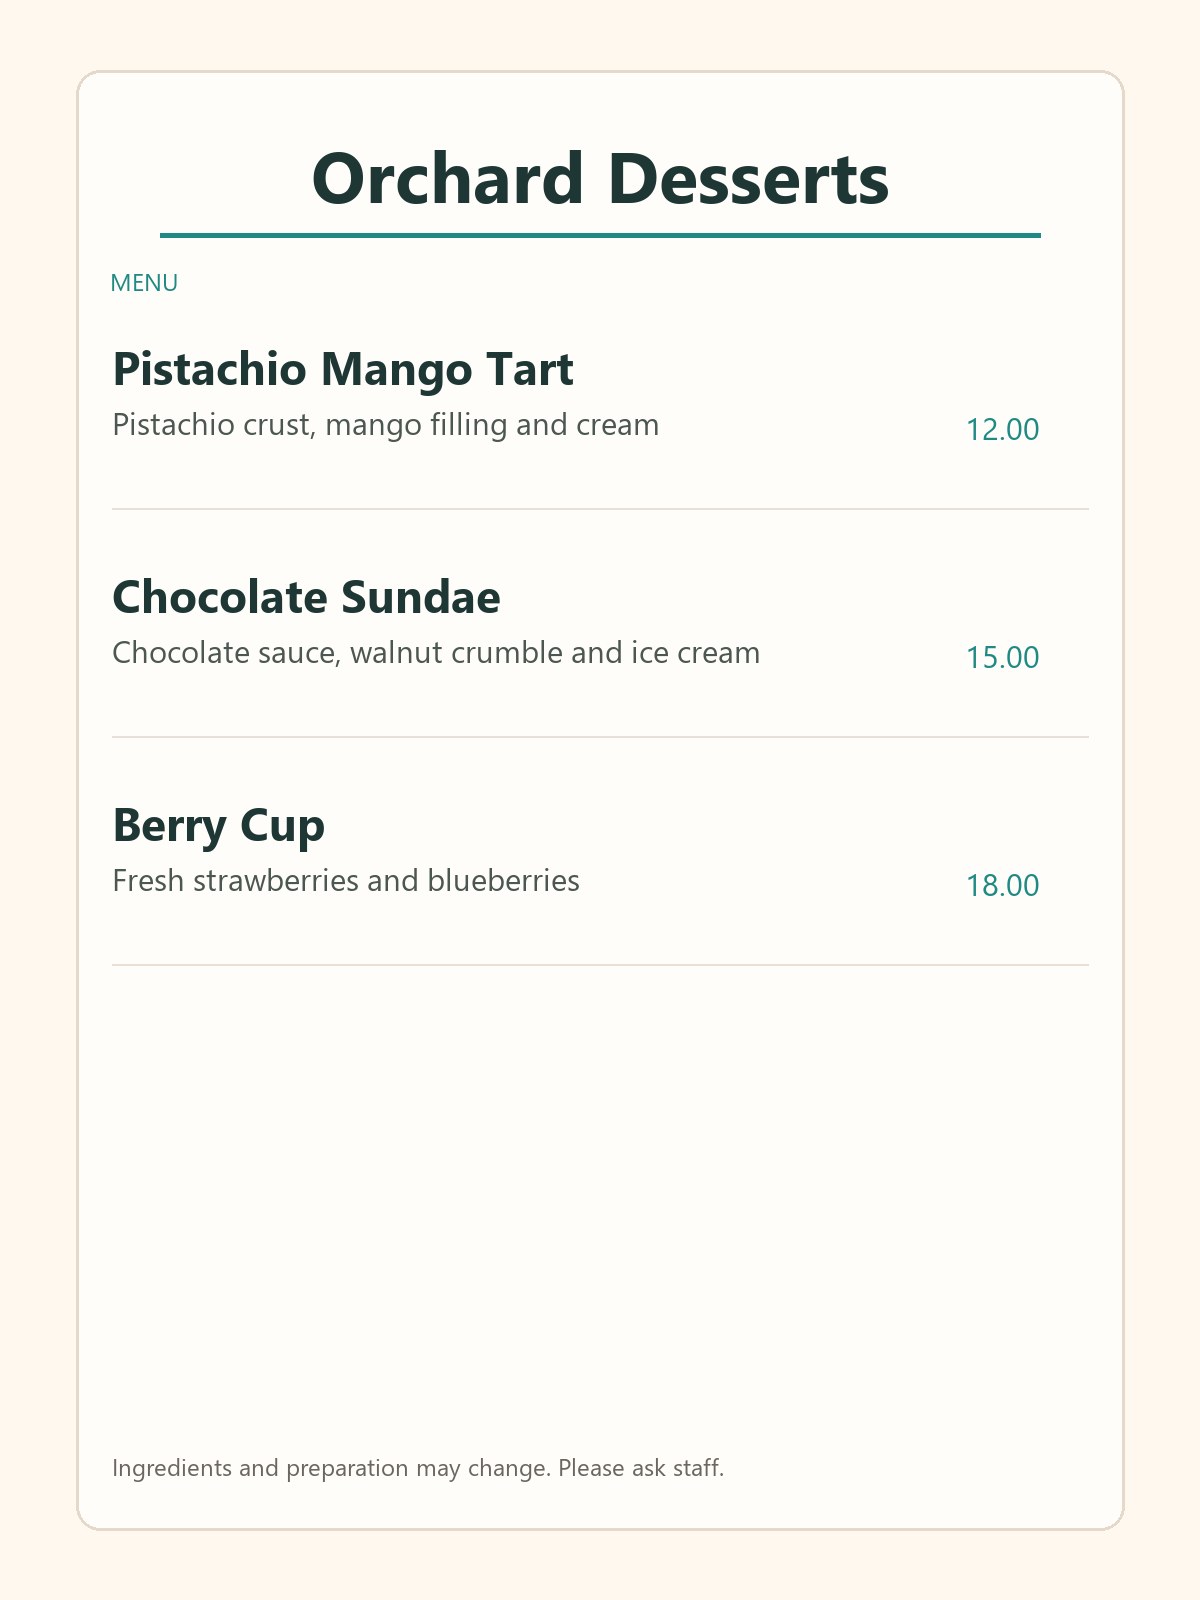 Orchard Desserts
MENU
Pistachio Mango Tart
Pistachio crust, mango filling and cream
12.00
Chocolate Sundae
Chocolate sauce, walnut crumble and ice cream
15.00
Berry Cup
Fresh strawberries and blueberries
18.00
Ingredients and preparation may change. Please ask staff.